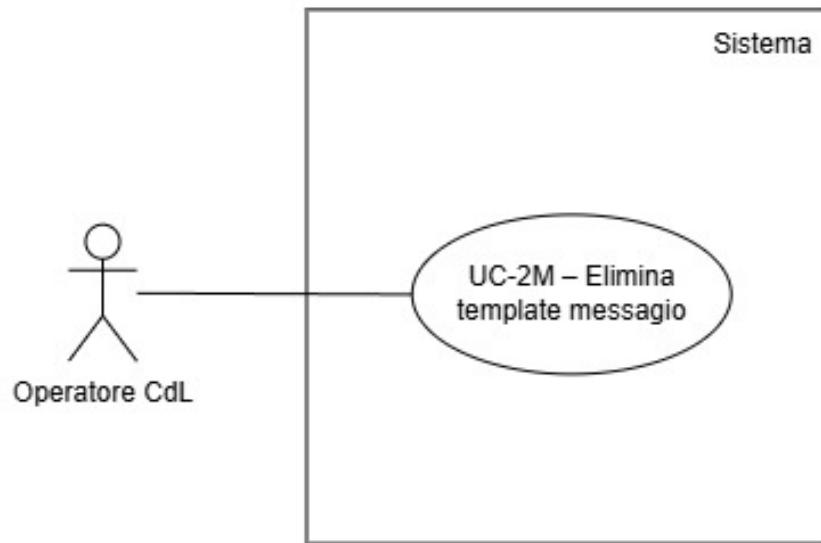 Sistema
UC-2M – Elimina
template messagio
Operatore CdL